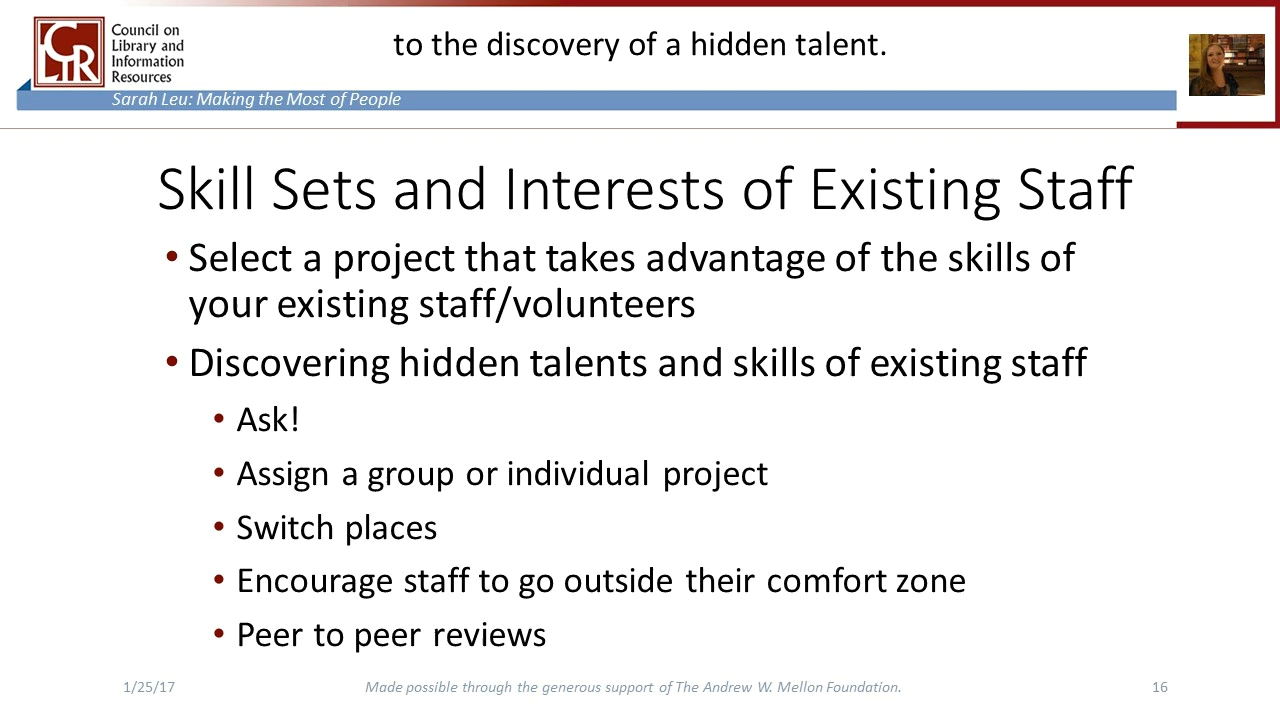 CLIR
Council on
Library and
Information
Resources
to the discovery of a hidden talent.
Sarah Leu: Making the Most of People
Skill Sets and Interests of Existing Staff
• Select a project that takes advantage of the skills of
your existing staff/volunteers
• Discovering hidden talents and skills of existing staff
• Ask!
• Assign a group or individual project
• Switch places
• Encourage staff to go outside their comfort zone
• Peer to peer reviews
1/25/17
Made possible through the generous support of The Andrew W. Mellon Foundation.
16